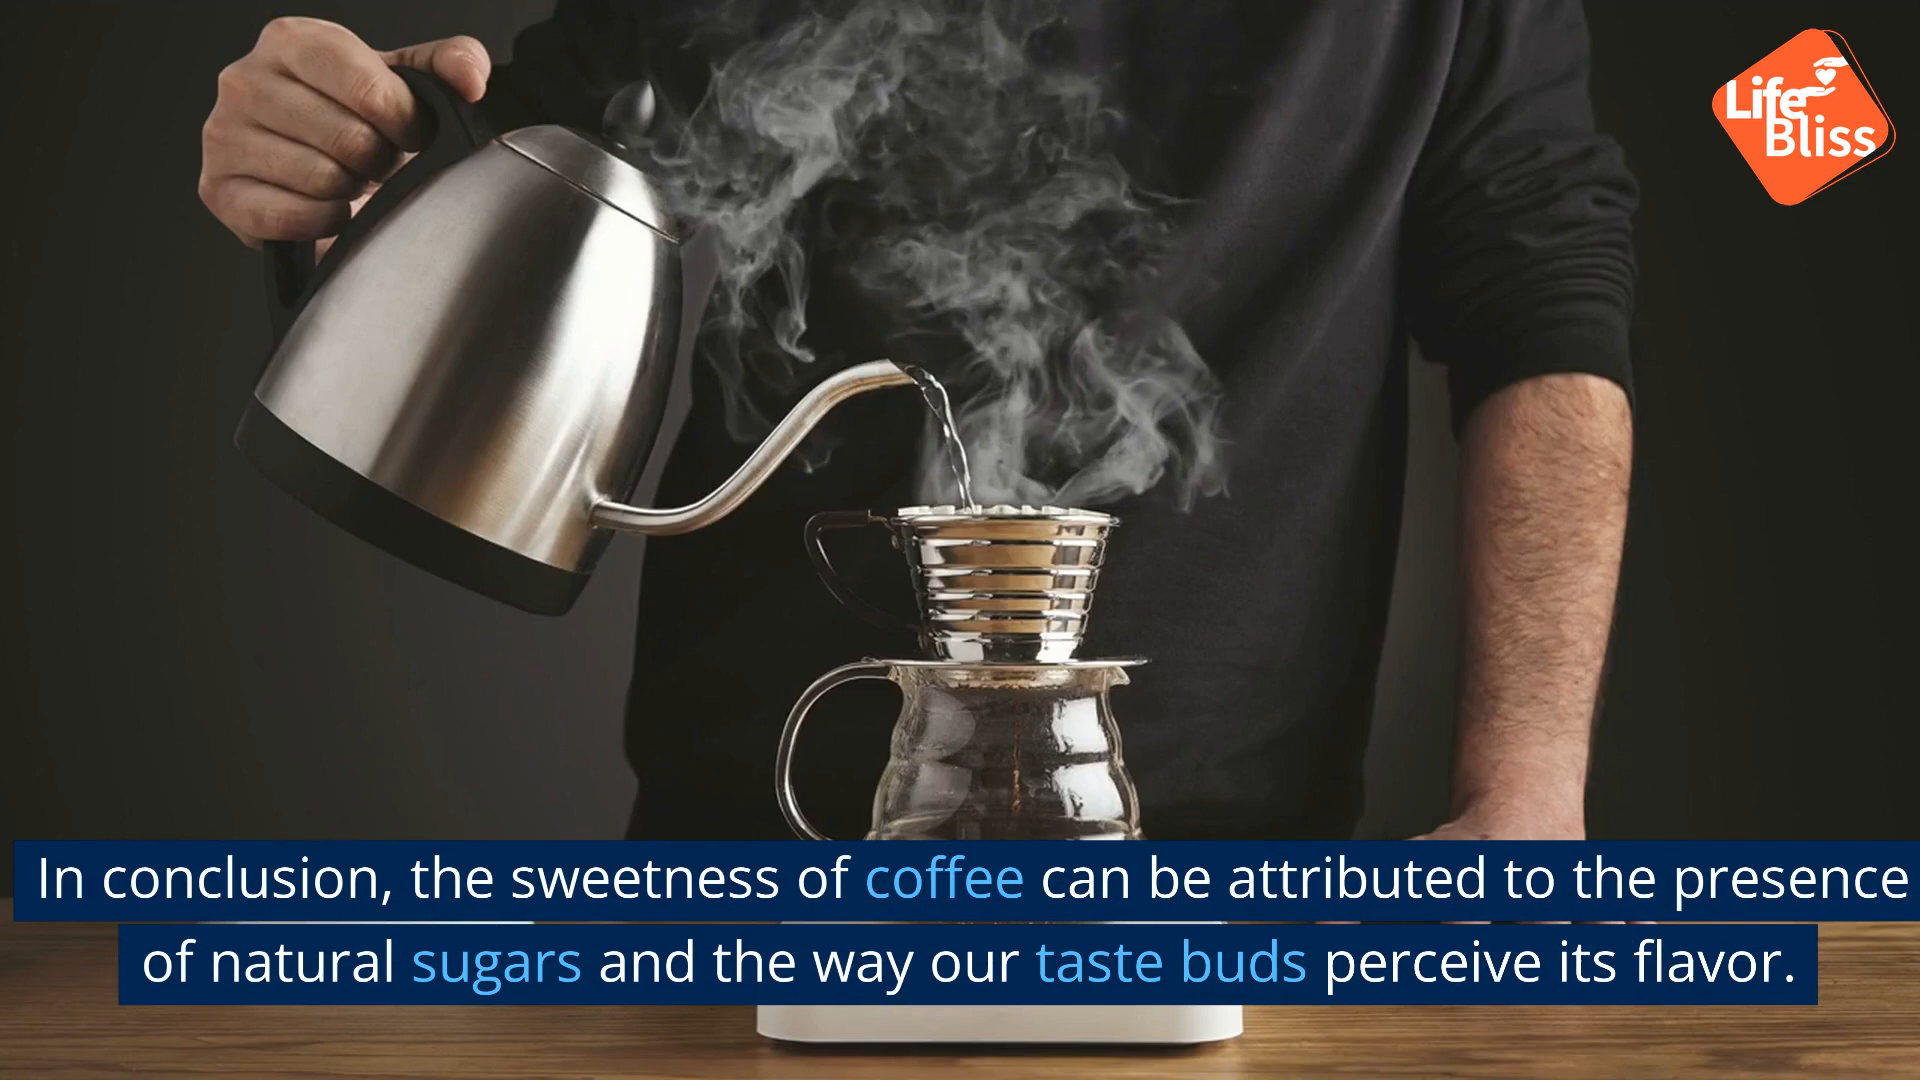 Life
Bliss
In conclusion, the sweetness of coffee can be attributed to the presence
of natural sugars and the way our taste buds perceive its flavor.